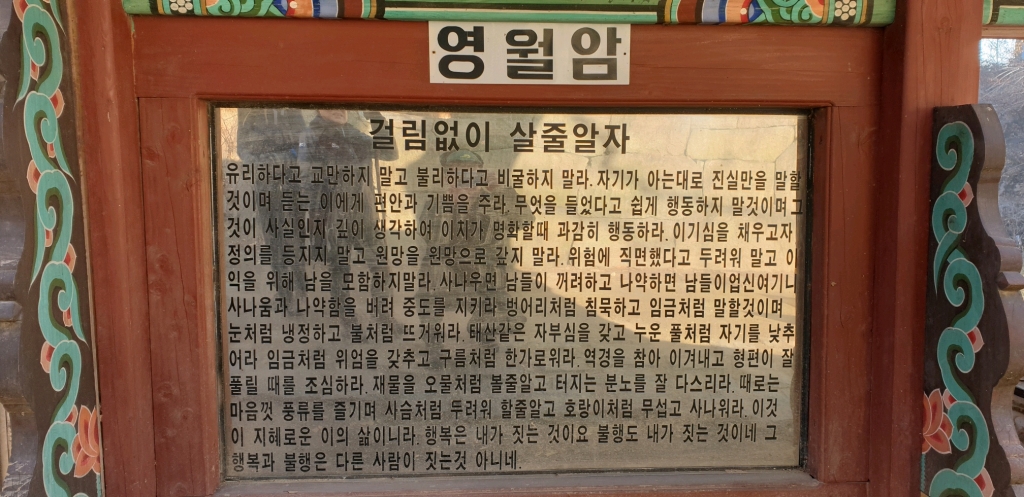 영월암
걸림없이 살줄알자
유리하다고 교만하지 말고 불리하다고 비굴하지 말라. 자기가 아는대로 진실만을 말할
것이며 듣는 이에게 편안과 기쁨을 주라. 무엇을 들었다고 쉽게 행동하지 말것이며 그
것이 사실인지 깊이 생각하여 이치가 명확할때 과감히 행동하라. 이기심을 채우고자
정의를 등지지 말고 원망을 원망으로 갚지 말라. 위험에 직면했다고 두려워 말고 이
익을 위해 남을 모함하지말라. 사나우면 남들이 꺼려하고 나약하면 남들이업신여기니
사나움과 나약함을 버려 중도를 지키라 벙어리처럼 침묵하고 임금처럼 말할것이며
눈처럼 냉정하고 불처럼 뜨거워라. 태산같은 자부심을 갖고 누운 풀처럼 자기를 낮추
어라 임금처럼 위엄을 갖추고 구름처럼 한가로워라. 역경을 참아 이겨내고 형편이 잘
풀릴 때를 조심하라. 재물을 오물처럼 볼줄알고 터지는 분노를 잘 다스리라. 때로는
마음껏 풍류를 즐기며 사슴처럼 두려워 할줄알고 호랑이처럼 무섭고 사나워라. 이것
이 지혜로운 이의 삶이니라. 행복은 내가 짓는 것이요 불행도 내가 짓는 것이네 그
행복과 불행은 다른 사람이 짓는것 아니네.